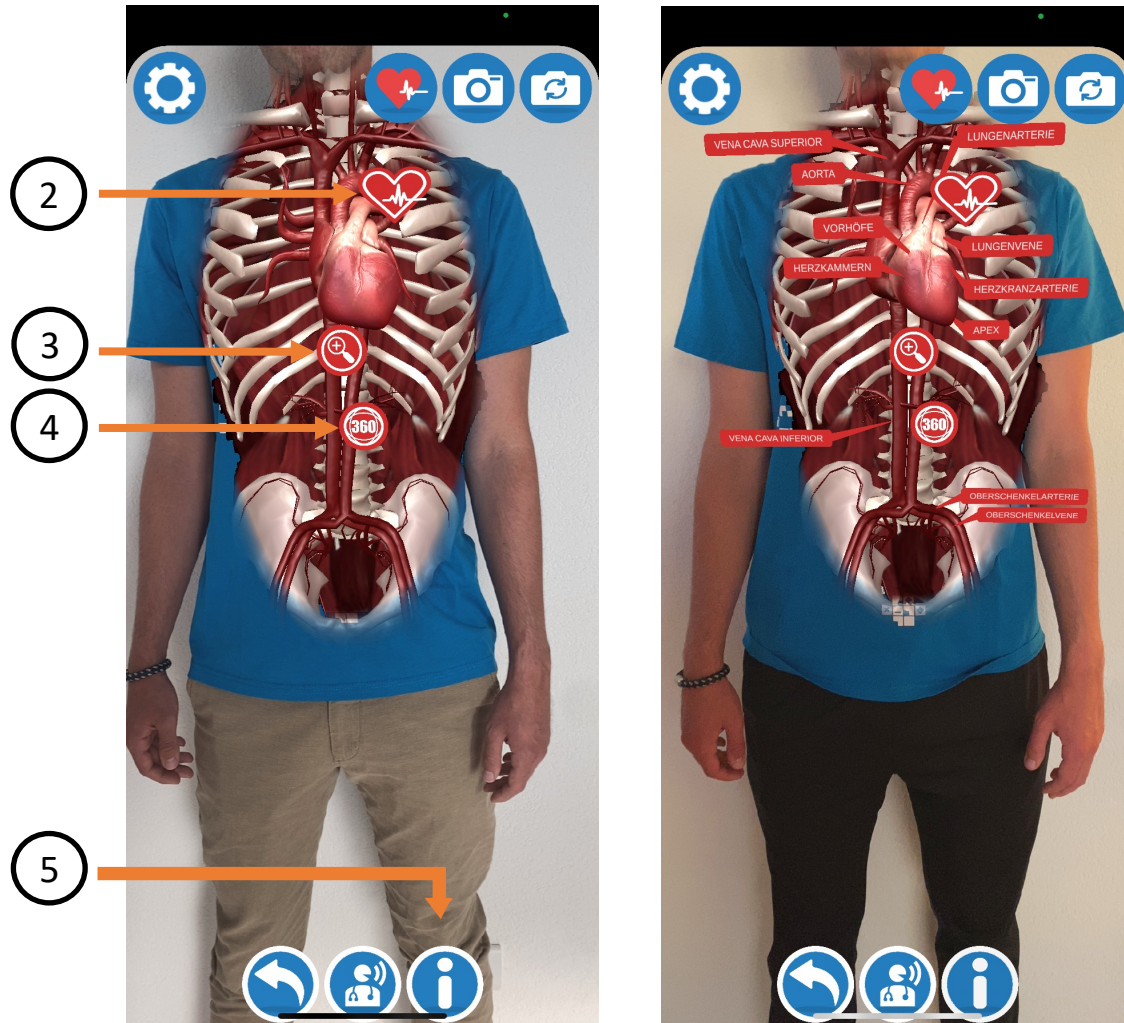 2
3
4
5
360
VENA CAVA SUPERIOR
LUNGENARTERIE
AORTA
VORHÖFE
LUNGENVENE
HERZKAMMERN
HERZKRANZARTERIE
APEX
360
VENA CAVA INFERIOR
OBERSCHENKELARTERIE
OBERSCHENKELVENE